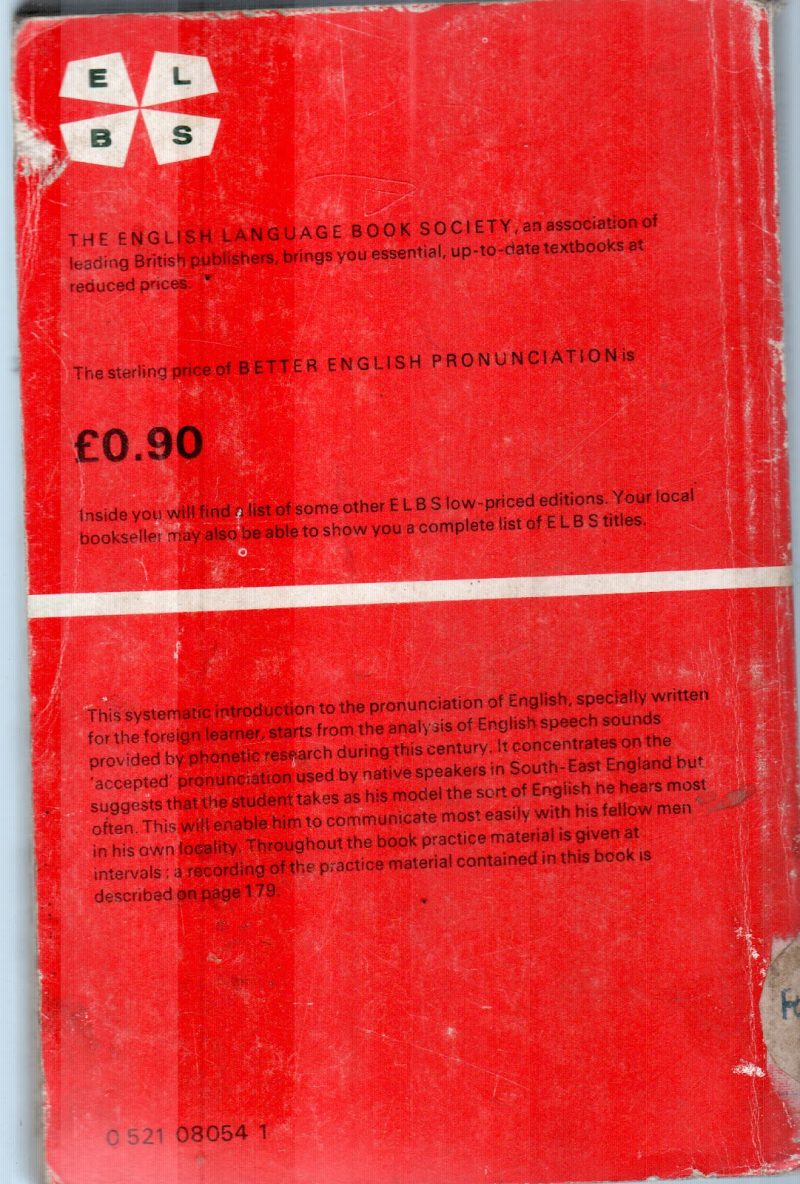 E L
B S
THE ENGLISH LANGUAGE BOOK SOCIETY, an association of
leading British publishers, brings you essential, up-to-date textbooks at
reduced prices.
The sterling price of BETTER ENGLISH PRONUNCIATION is
£0.90
Inside you will find a list of some other ELBS low-priced editions. Your local
bookseller may also be able to show you a complete list of ELBS titles.
This systematic introduction to the pronunciation of English, specially written
for the foreign learner, starts from the analysis of English speech sounds
provided by phonetic research during this century. It concentrates on the
'accepted' pronunciation used by native speakers in South-East England but
suggests that the student takes as his model the sort of English he hears most
often. This will enable him to communicate most easily with his fellow men
in his own locality. Throughout the book practice material is given at
intervals : a recording of the practice material contained in this book is
described on page 179.
0 521 08054 1